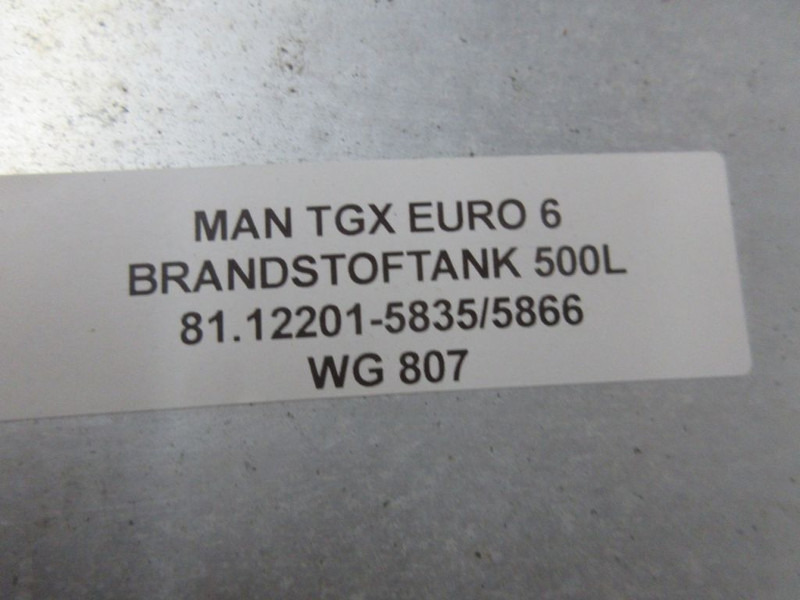 MAN TGX EURO 6
BRANDSTOFTANK 500L
81.12201-5835/5866
WG 807